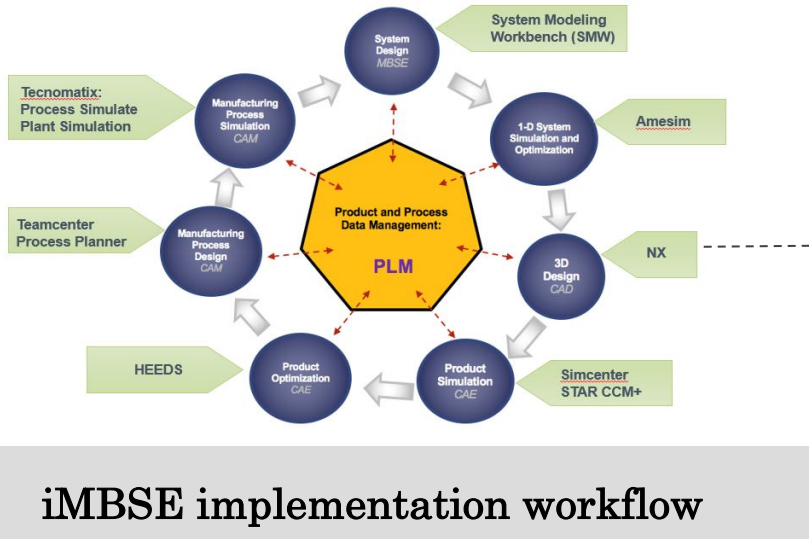 System
Design
MBSE
System Modeling
Workbench (SMW)
1-D System
Simulation and
Optimization
Amesim
3D
Design
CAD
NX
Product
Simulation
CAE
Simcenter
STAR CCM+
Product
Optimization
CAE
HEEDS
Manufacturing
Process
Design
CAM
Teamcenter
Process Planner
Manufacturing
Process
Simulation
CAM
Tecnomatix:
Process Simulate
Plant Simulation
Product and Process
Data Management:
PLM
iMBSE implementation workflow